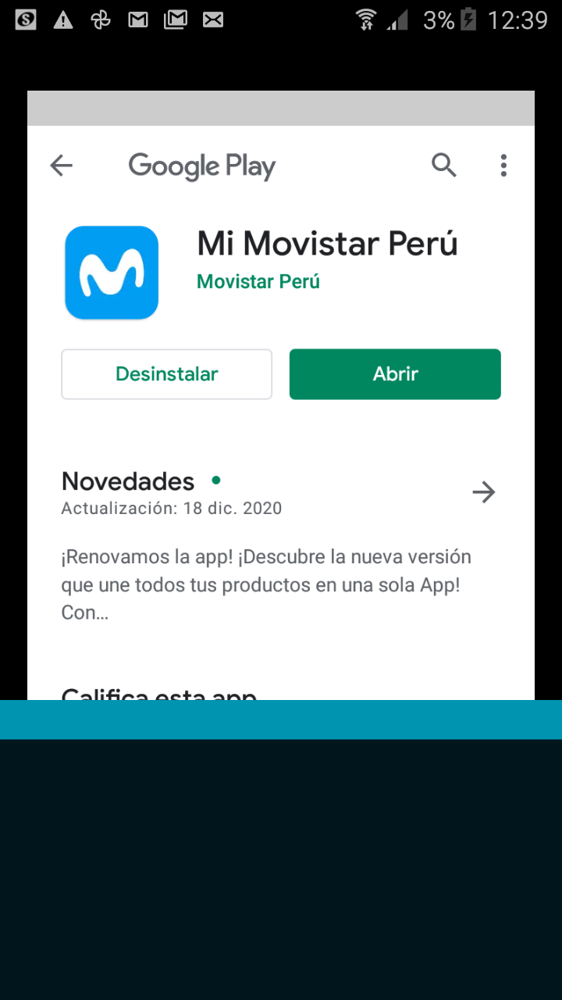 3% 12:39
Google Play
Mi Movistar Perú
Movistar Perú
Desinstalar Abrir
Novedades
Actualización: 18 dic. 2020
¡Renovamos la app! ¡Descubre la nueva versión
que une todos tus productos en una sola App!
Con...
Califica esta app